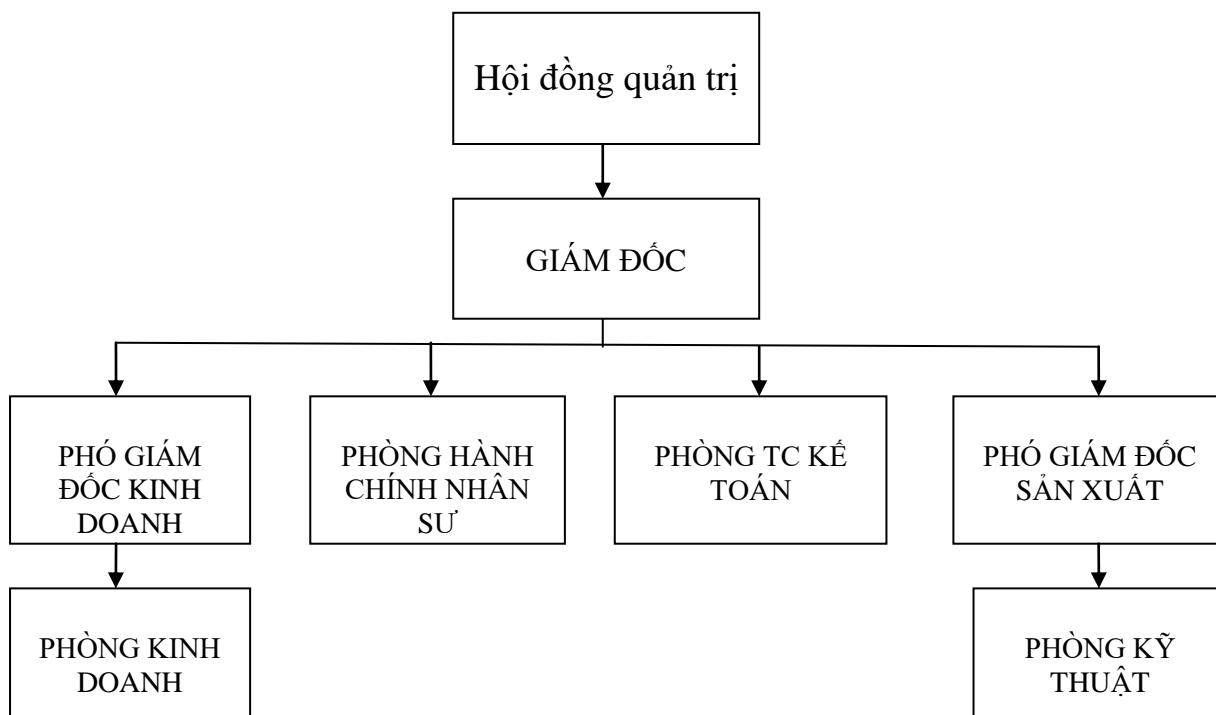 Hội đồng quản trị
GIÁM ĐỐC
PHÓ GIÁM
ĐỐC KINH
DOANH
PHÒNG HÀNH
CHÍNH NHÂN
SƯ
PHÒNG TC KẾ
TOÁN
PHÓ GIÁM ĐỐC
SẢN XUẤT
PHÒNG KINH
DOANH
PHÒNG KỸ
THUẬT